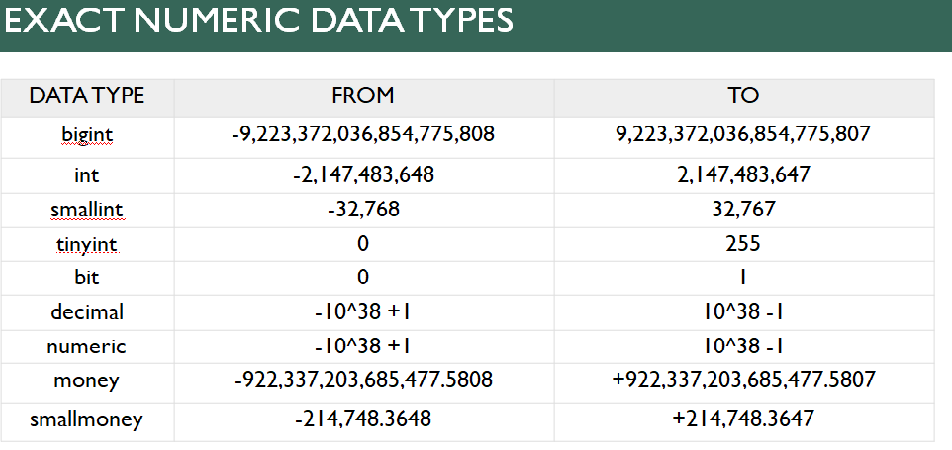 EXACT NUMERIC DATA TYPES
DATA TYPE FROM TO
bigint -9,223,372,036,854,775,808 9,223,372,036,854,775,807
int -2,147,483,648 2,147,483,647
smallint -32,768 32,767
tinyint 0 255
bit 0 1
decimal -10^38 +1 10^38 -1
numeric -10^38 +1 10^38 -1
money -922,337,203,685,477.5808 +922,337,203,685,477.5807
smallmoney -214,748.3648 +214,748.3647